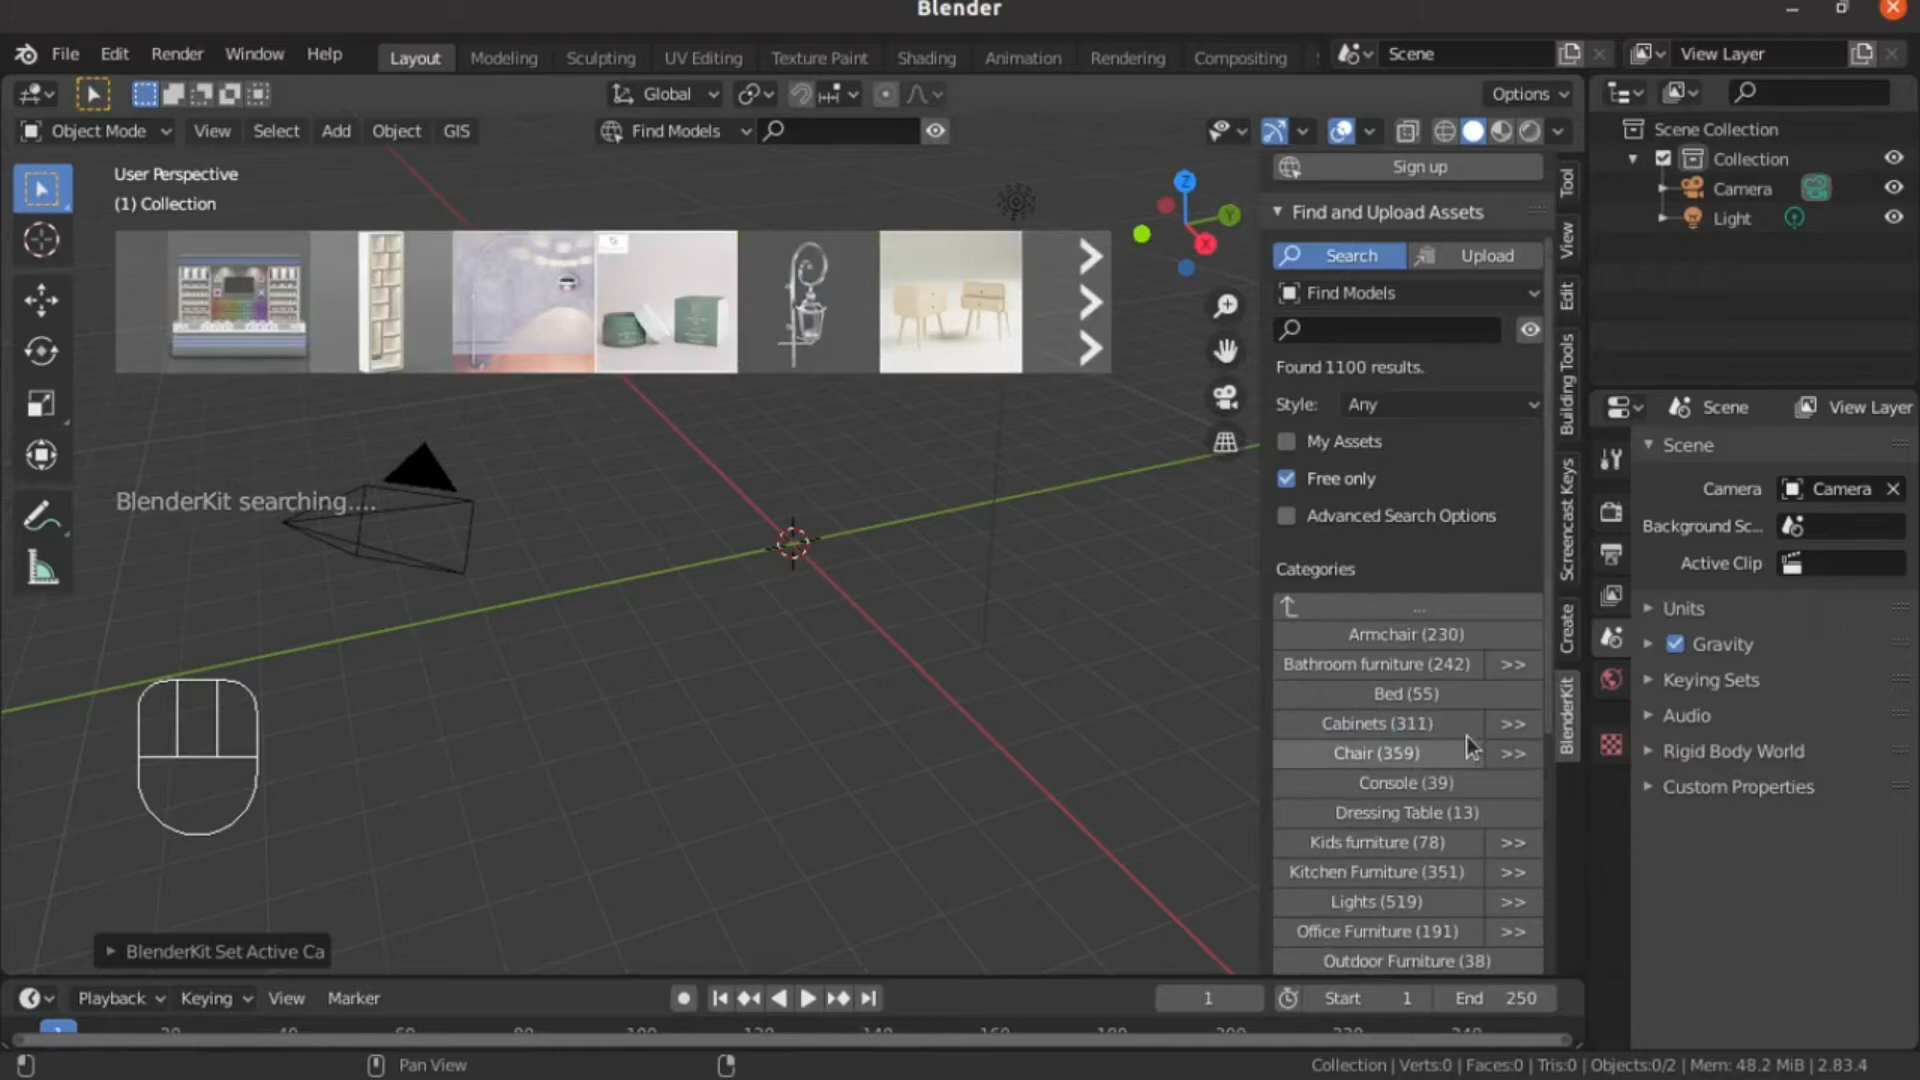 Blender
File Edit Render Window Help Layout Modeling Sculpting UV Editing Texture Paint Shading Animation Rendering Compositing Scene View Layer
Global Options
Object Mode View Select Add Object GIS Find Models
User Perspective
(1) Collection
Z
Y
X
BlenderKit searching....
BlenderKit Set Active Ca
Sign up
Find and Upload Assets
Search Upload
Find Models
Found 1100 results.
Style: Any
My Assets
Free only
Advanced Search Options
Categories
...
Armchair (230)
Bathroom furniture (242) >>
Bed (55)
Cabinets (311) >>
Chair (359) >>
Console (39)
Dressing Table (13)
Kids furniture (78) >>
Kitchen Furniture (351) >>
Lights (519) >>
Office Furniture (191) >>
Outdoor Furniture (38)
Tool
View
Edit
Building Tools
Screencast Keys
Create
BlenderKit
Scene Collection
Collection
Camera
Light
Scene View Layer
Scene
Camera Camera
Background Sc...
Active Clip
Units
Gravity
Keying Sets
Audio
Rigid Body World
Custom Properties
Playback Keying View Marker 1 Start 1 End 250
1
Pan View
Collection | Verts:0 | Faces:0 | Tris:0 | Objects:0/2 | Mem: 48.2 MiB | 2.83.4